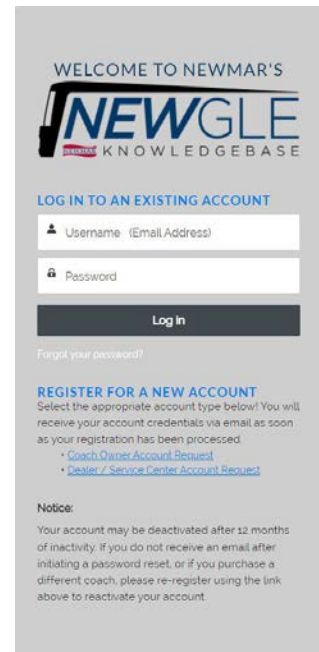 WELCOME TO NEWMAR'S
NEWGLE
NEWMAR KNOWLEDGEBASE
LOG IN TO AN EXISTING ACCOUNT
Username (Email Address)
Password
Log In
Forgot your password?
REGISTER FOR A NEW ACCOUNT
Select the appropriate account type below! You will
receive your account credentials via email as soon
as your registration has been processed.
• Coach Owner Account Request
• Dealer / Service Center Account Request
Notice:
Your account may be deactivated after 12 months
of inactivity. If you do not receive an email after
initiating a password reset, or if you purchase a
different coach, please re-register using the link
above to reactivate your account.